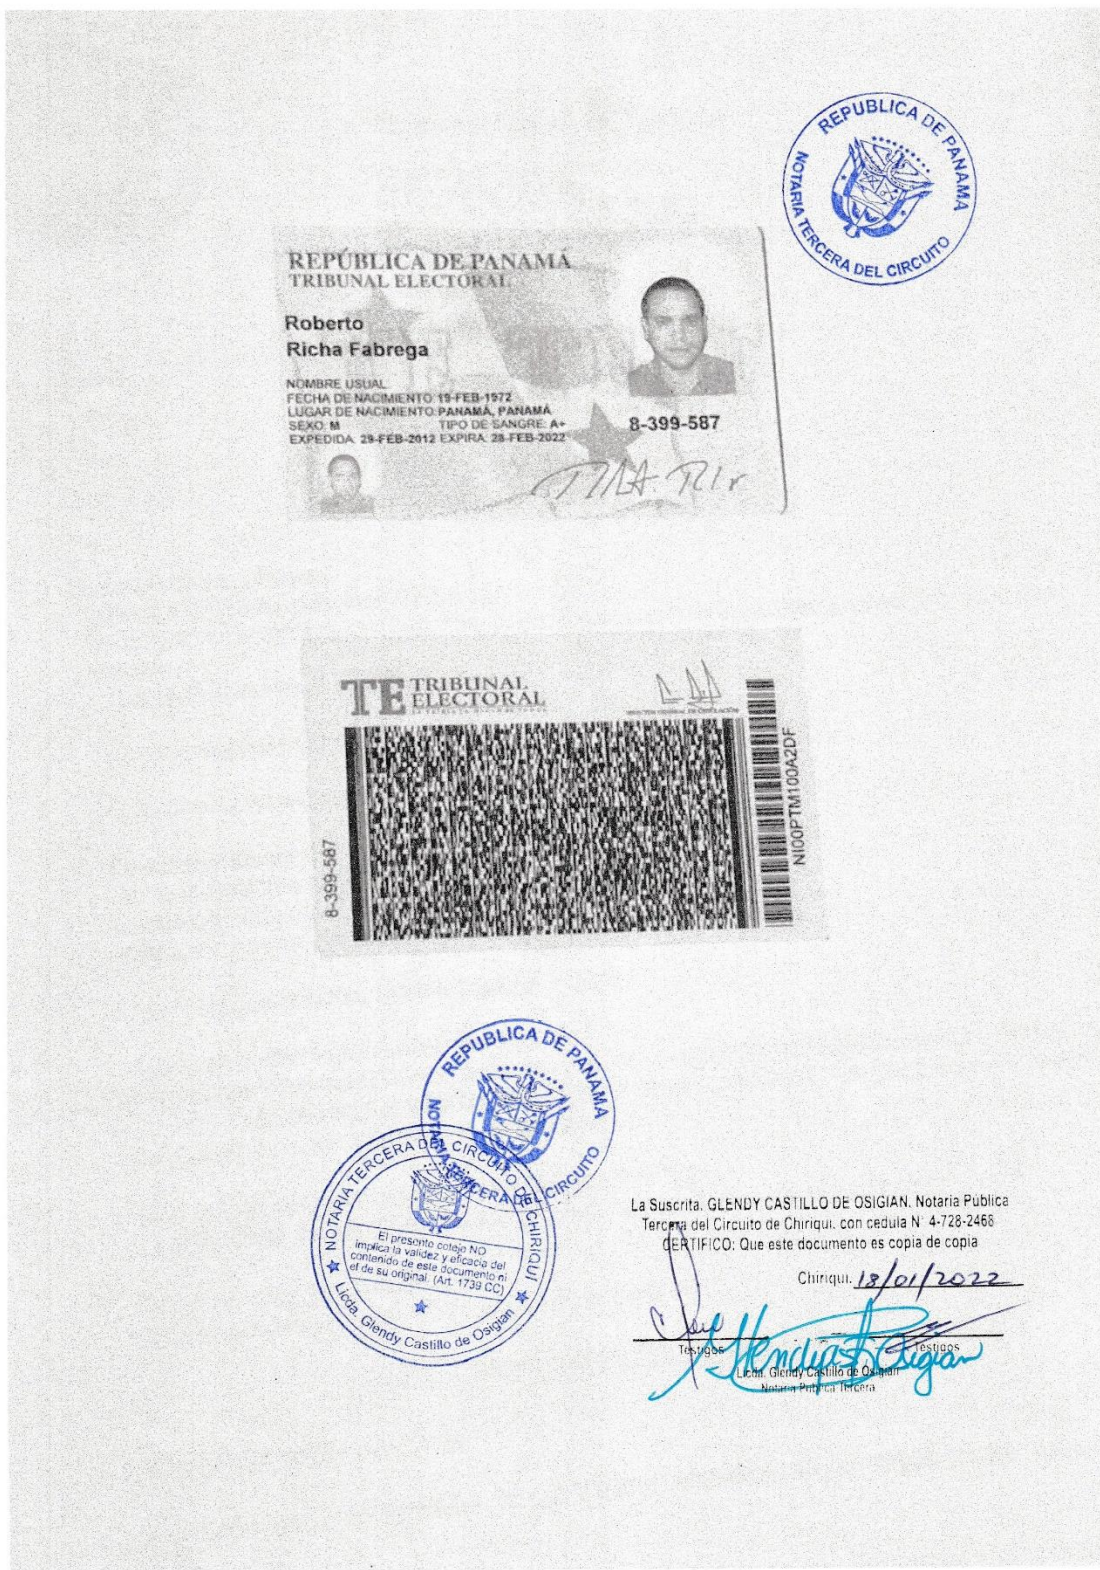 REPUBLICA DE PANAMA
NOTARIA TERCERA DEL CIRCUITO
REPÚBLICA DE PANAMÁ
TRIBUNAL ELECTORAL
Roberto
Richa Fabrega
NOMBRE USUAL
FECHA DE NACIMIENTO: 19-FEB-1972
LUGAR DE NACIMIENTO: PANAMÁ, PANAMÁ
SEXO: M TIPO DE SANGRE: A+
EXPEDIDA: 29-FEB-2012 EXPIRA: 28-FEB-2022
8-399-587
TE TRIBUNAL
ELECTORAL
8-399-587
NI00PTM100A2DF
REPUBLICA DE PANAMA
NOTARIA TERCERA DEL CIRCUITO
NOTARIA TERCERA DEL CIRCUITO DE CHIRIQUI
El presente cotejo NO
implica la validez y eficacia del
contenido de este documento ni
el de su original. (Art. 1739 CC)
Licda. Glendy Castillo de Osigian
La Suscrita. GLENDY CASTILLO DE OSIGIAN. Notaria Pública
Tercera del Circuito de Chiriqui. con cedula N° 4-728-2468
CERTIFICO: Que este documento es copia de copia
Chiriqui. 18/01/2022
Testigos Testigos
Licda. Glendy Castillo de Osigian
Notaria Publica Tercera